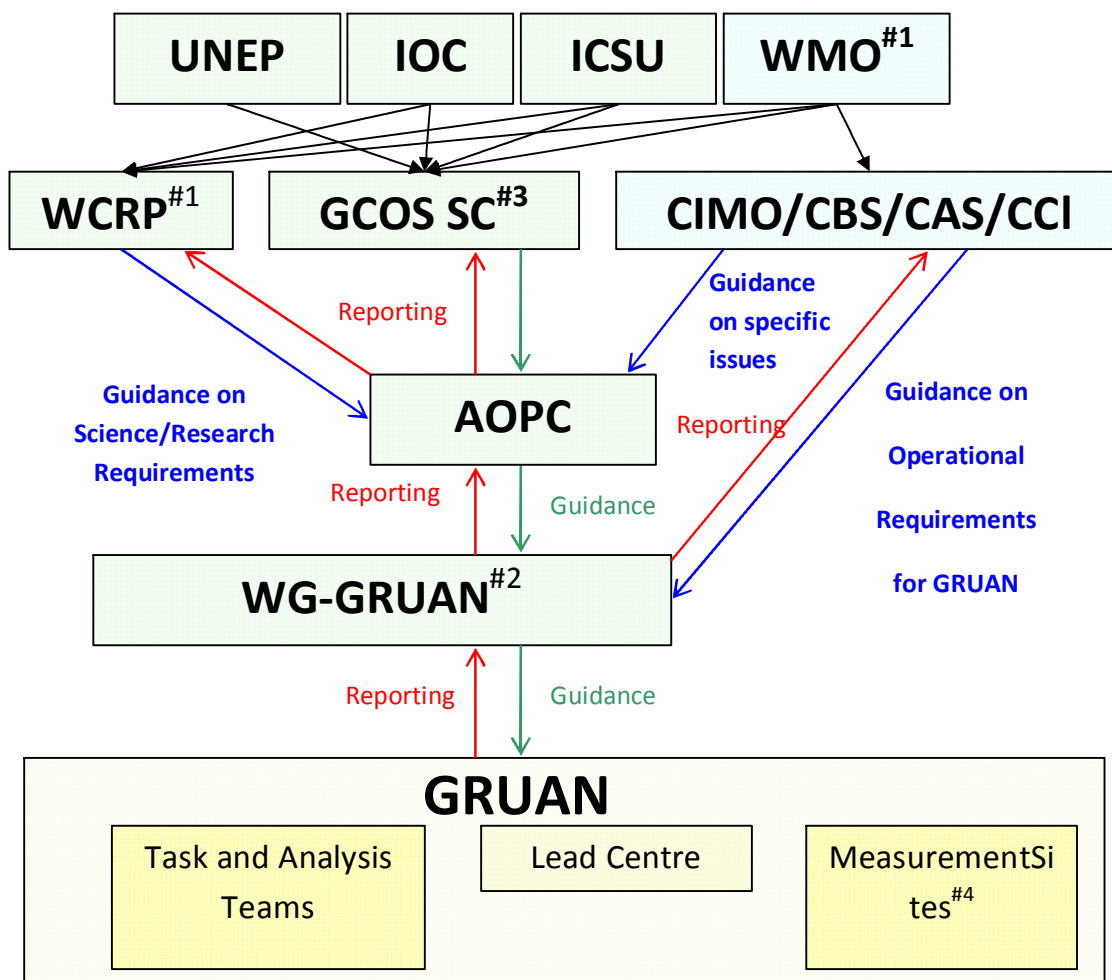 UNEP
IOC
ICSU
WMO#1
WCRP#1
GCOS SC#3
CIMO/CBS/CAS/CCl
Reporting
Guidance
on specific
issues
Guidance on
Science/Research
Requirements
AOPC
Reporting
Guidance on
Operational
Requirements
for GRUAN
Reporting
Guidance
WG-GRUAN#2
Reporting
Guidance
GRUAN
Task and Analysis
Teams
Lead Centre
MeasurementSi
tes#4